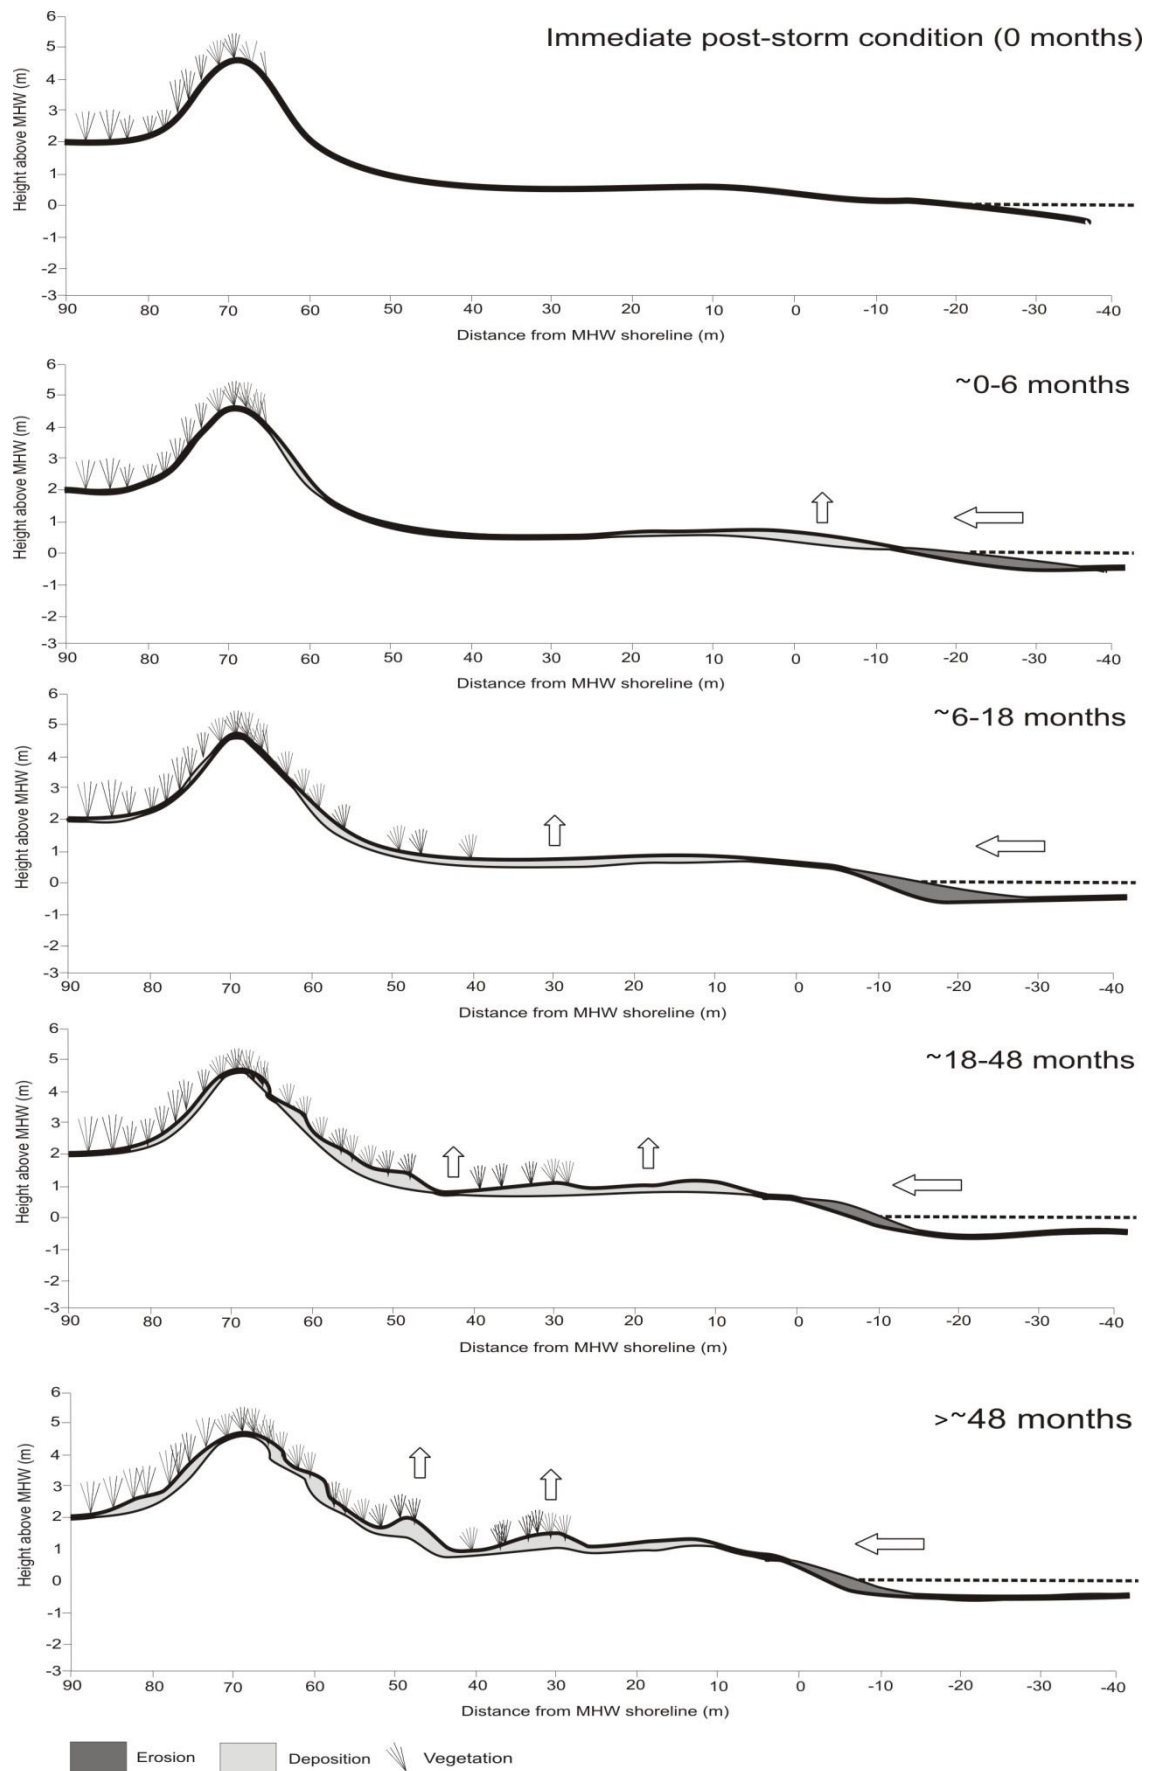 Immediate post-storm condition (0 months)
Height above MHW (m)
6
5
4
3
2
1
0
-1
-2
-3
90 80 70 60 50 40 30 20 10 0 -10 -20 -30 -40
Distance from MHW shoreline (m)
~0-6 months
Height above MHW (m)
6
5
4
3
2
1
0
-1
-2
-3
90 80 70 60 50 40 30 20 10 0 -10 -20 -30 -40
Distance from MHW shoreline (m)
~6-18 months
Height above MHW (m)
6
5
4
3
2
1
0
-1
-2
-3
90 80 70 60 50 40 30 20 10 0 -10 -20 -30 -40
Distance from MHW shoreline (m)
~18-48 months
Height above MHW (m)
6
5
4
3
2
1
0
-1
-2
-3
90 80 70 60 50 40 30 20 10 0 -10 -20 -30 -40
Distance from MHW shoreline (m)
>~48 months
Height above MHW (m)
6
5
4
3
2
1
0
-1
-2
-3
90 80 70 60 50 40 30 20 10 0 -10 -20 -30 -40
Distance from MHW shoreline (m)
Erosion Deposition Vegetation